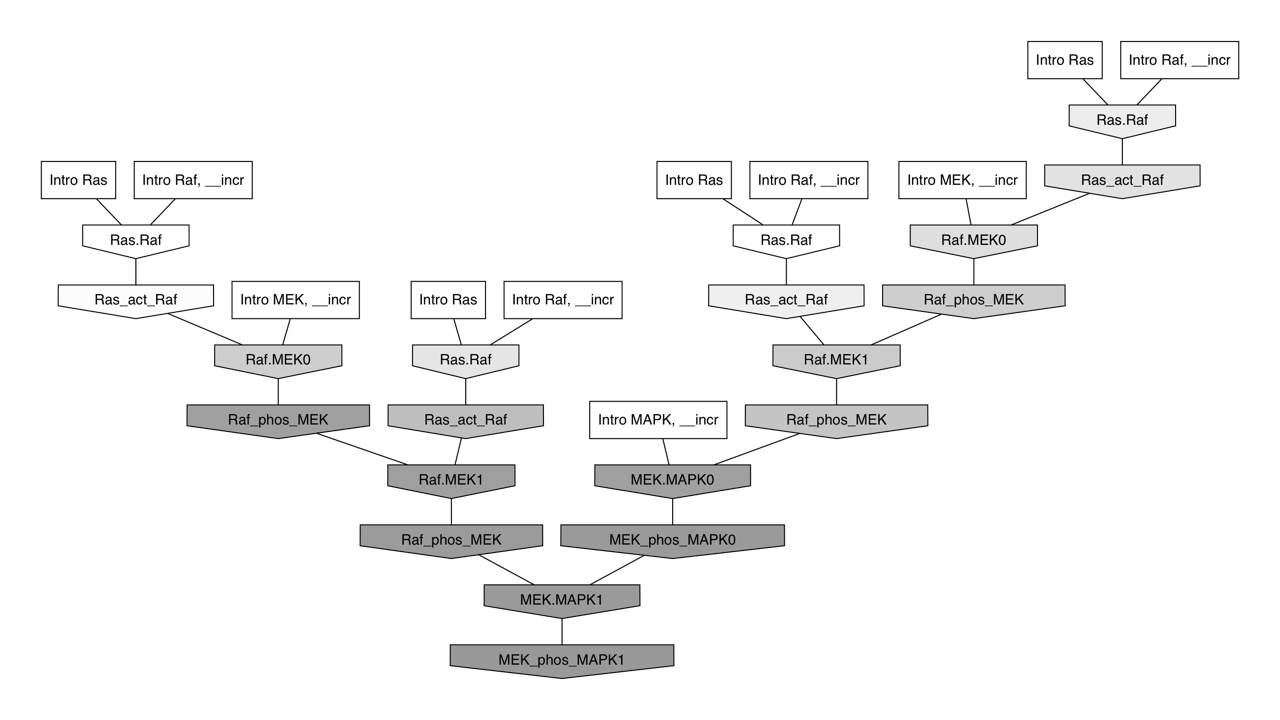 Intro Ras
Intro Raf, __incr
Ras.Raf
Intro Ras
Intro Raf, __incr
Intro Ras
Intro Raf, __incr
Intro MEK, __incr
Ras_act_Raf
Ras.Raf
Ras.Raf
Raf.MEK0
Ras_act_Raf
Intro MEK, __incr
Intro Ras
Intro Raf, __incr
Ras_act_Raf
Raf_phos_MEK
Raf.MEK0
Ras.Raf
Raf.MEK1
Raf_phos_MEK
Ras_act_Raf
Intro MAPK, __incr
Raf_phos_MEK
Raf.MEK1
MEK.MAPK0
Raf_phos_MEK
MEK_phos_MAPK0
MEK.MAPK1
MEK_phos_MAPK1